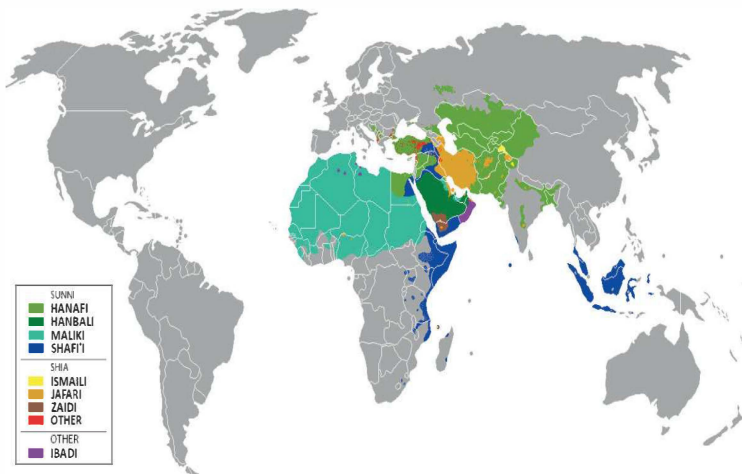 SUNNI
HANAFI
HANBALI
MALIKI
SHAFI'I
SHIA
ISMAILI
JAFARI
ZAIDI
OTHER
OTHER
IBADI